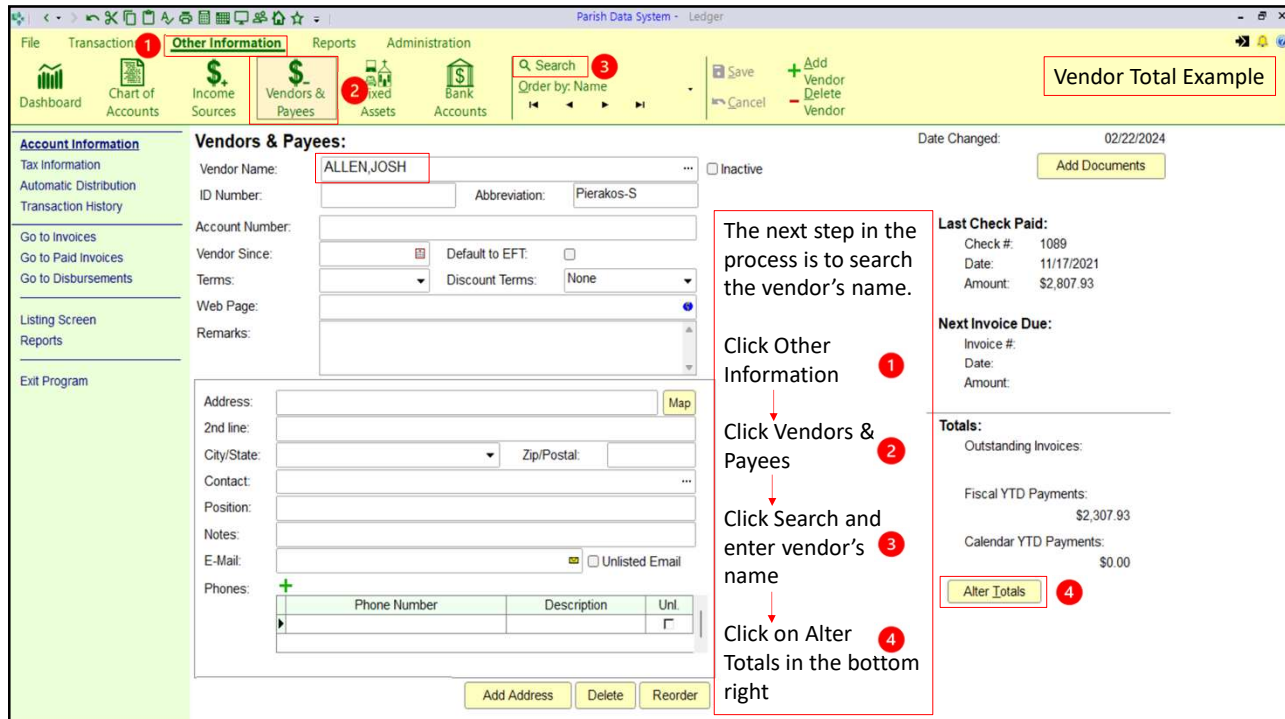 Parish Data System - Ledger
File Transaction 1 Other Information Reports Administration
Dashboard
Chart of
Accounts
Income
Sources
Vendors &
Payees
2
Fixed
Assets
Bank
Accounts
Search 3
Order by: Name
Save
Cancel
Add
Vendor
Delete
Vendor
Vendor Total Example
Account Information
Tax Information
Automatic Distribution
Transaction History
Go to Invoices
Go to Paid Invoices
Go to Disbursements
Listing Screen
Reports
Exit Program
Vendors & Payees:
Vendor Name: ALLEN,JOSH ... Inactive
ID Number: Abbreviation: Pierakos-S
Account Number:
Vendor Since: Default to EFT:
Terms: Discount Terms: None
Web Page:
Remarks:
Address: Map
2nd line:
City/State: Zip/Postal:
Contact: ...
Position:
Notes:
E-Mail: Unlisted Email
Phones:
Phone Number Description Unl.
Add Address Delete Reorder
The next step in the
process is to search
the vendor’s name.
Click Other
Information 1
Click Vendors &
Payees 2
Click Search and
enter vendor’s 3
name
Click on Alter 4
Totals in the bottom
right
Date Changed: 02/22/2024
Add Documents
Last Check Paid:
Check #: 1089
Date: 11/17/2021
Amount: $2,807.93
Next Invoice Due:
Invoice #:
Date:
Amount:
Totals:
Outstanding Invoices:
Fiscal YTD Payments:
$2,307.93
Calendar YTD Payments:
$0.00
Alter Totals 4